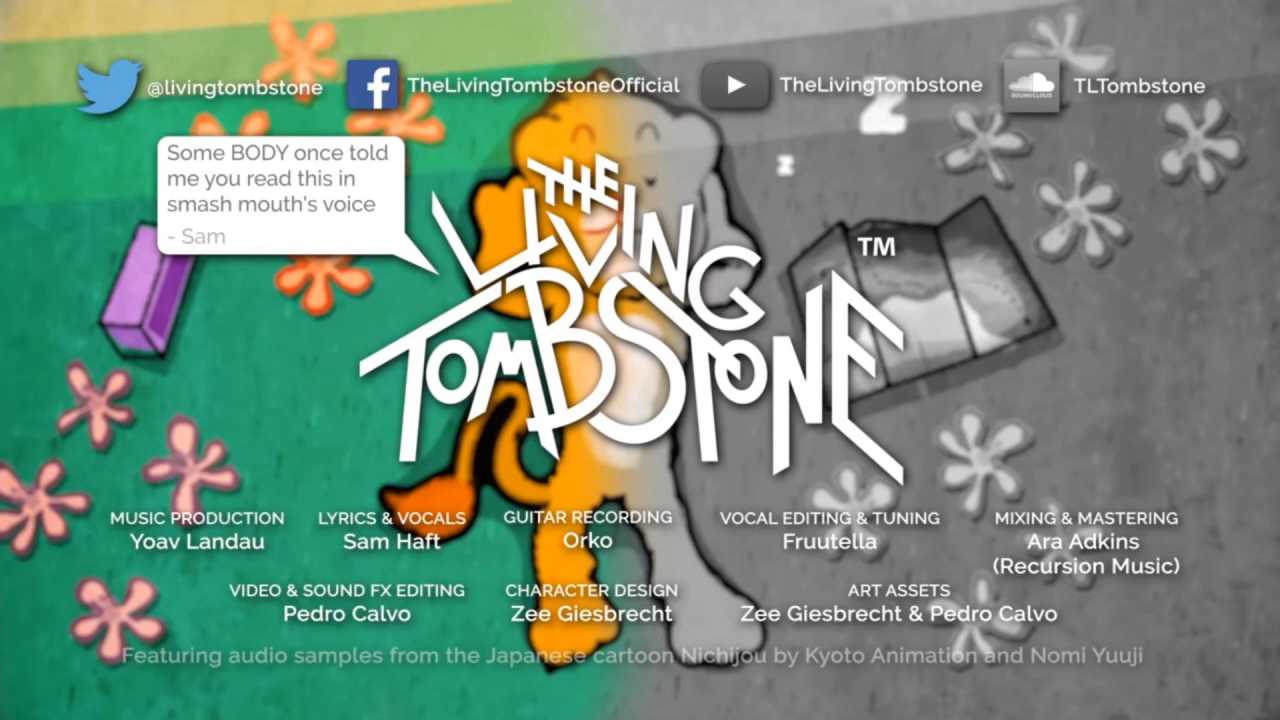 @livingtombstone
TheLivingTombstoneOfficial
TheLivingTombstone
SOUNDCLOUD
TLTombstone
z
z
Some BODY once told
me you read this in
smash mouth's voice
- Sam
THE
LIVING
TOMBSTONE
TM
MUSIC PRODUCTION
Yoav Landau
LYRICS & VOCALS
Sam Haft
GUITAR RECORDING
Orko
VOCAL EDITING & TUNING
Fruutella
MIXING & MASTERING
Ara Adkins
(Recursion Music)
VIDEO & SOUND FX EDITING
Pedro Calvo
CHARACTER DESIGN
Zee Giesbrecht
ART ASSETS
Zee Giesbrecht & Pedro Calvo
Featuring audio samples from the Japanese cartoon Nichijou by Kyoto Animation and Nomi Yuuji